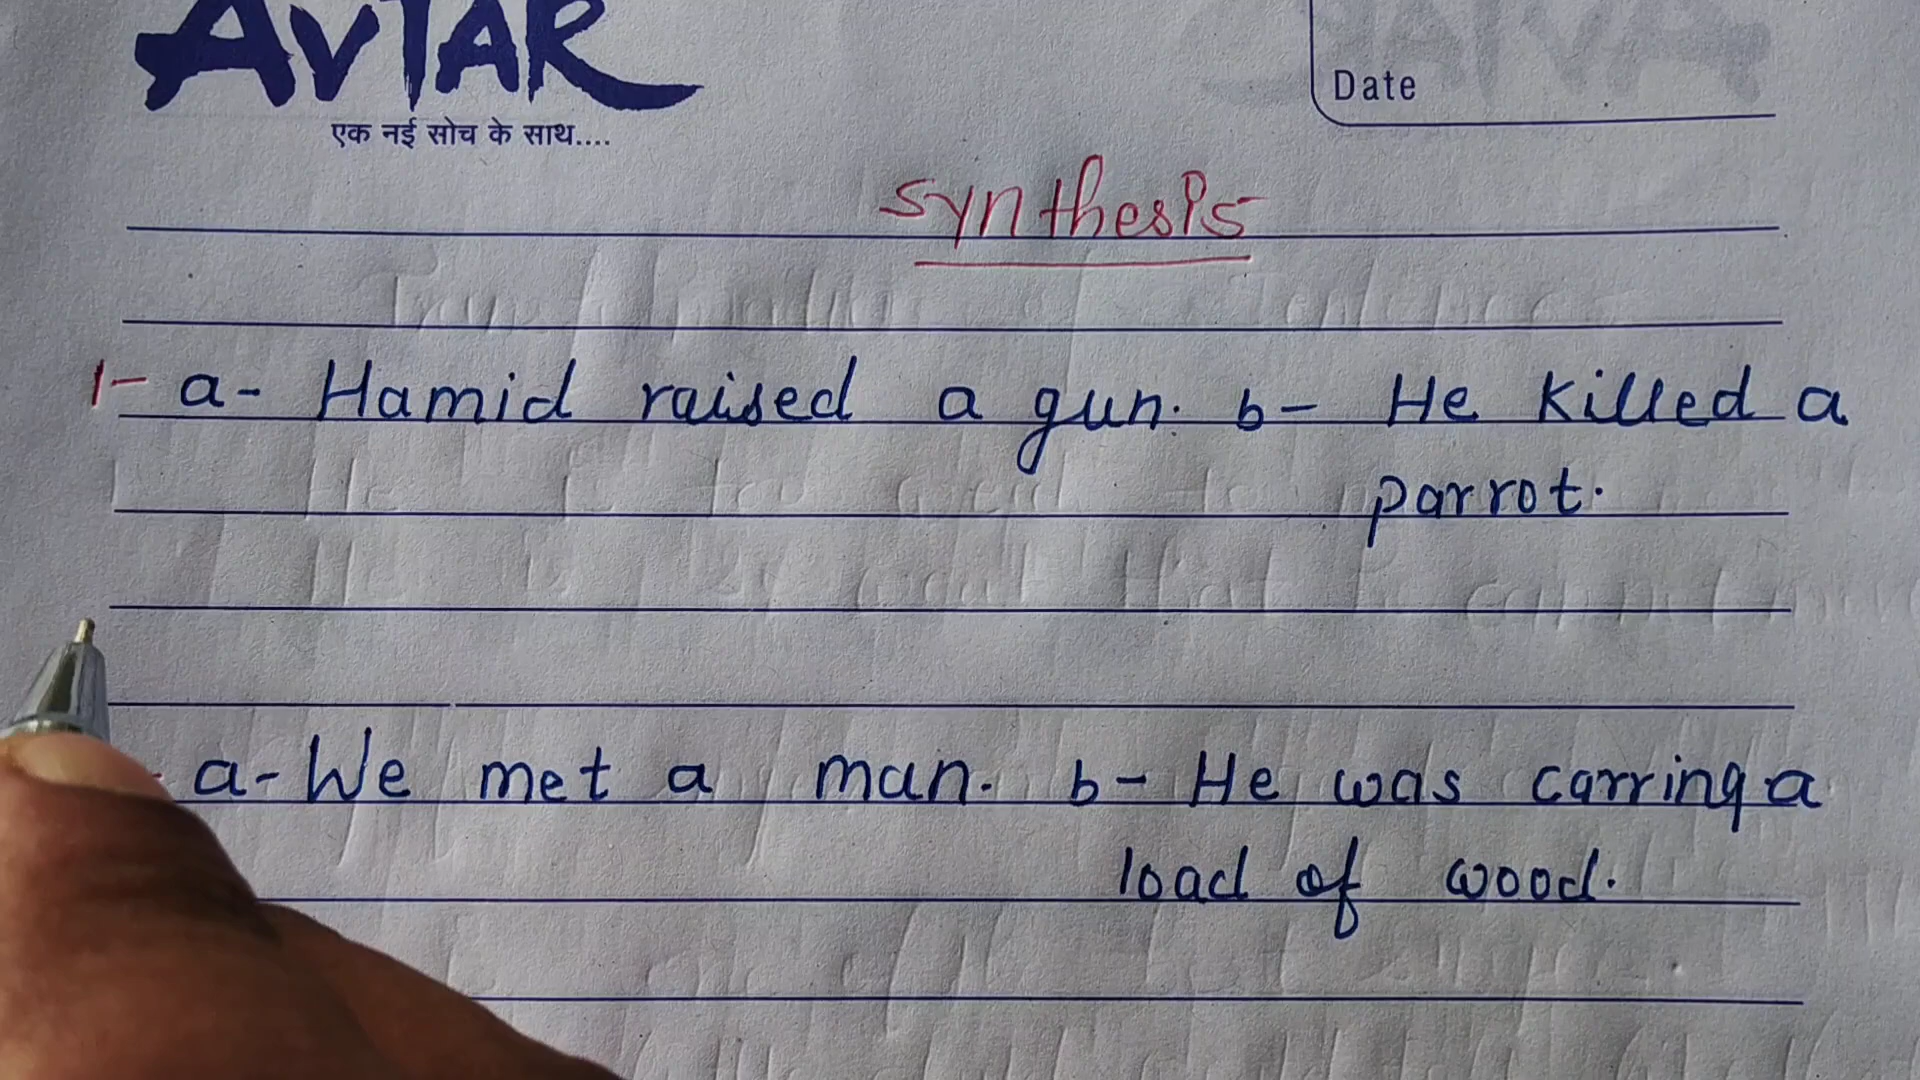 AVTAR
एक नई सोच के साथ....
Date
Synthesis
1- a- Hamid raised a gun. b- He killed a
parrot.
a- We met a man. b- He was carring a
load of wood.